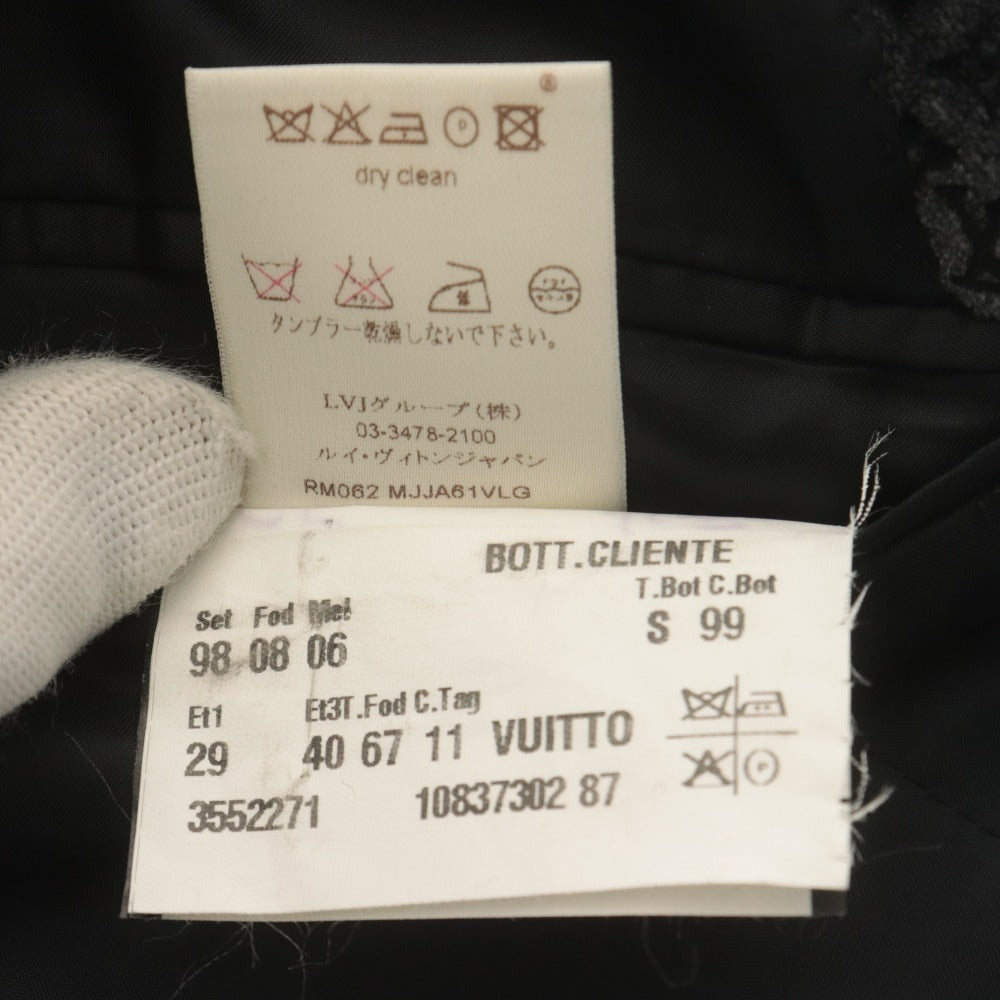 ®
P
dry clean
タンブラー乾燥しないで下さい。
LVJグループ(株)
03-3478-2100
ルイ・ヴィトンジャパン
RM062 MJJA61VLG
BOTT.CLIENTE
T.Bot C.Bot
S 99
Set Fod Mel
98 08 06
Et1 Et3T.Fod C.Tag
29 40 67 11 VUITTO
P
3552271 10837302 87